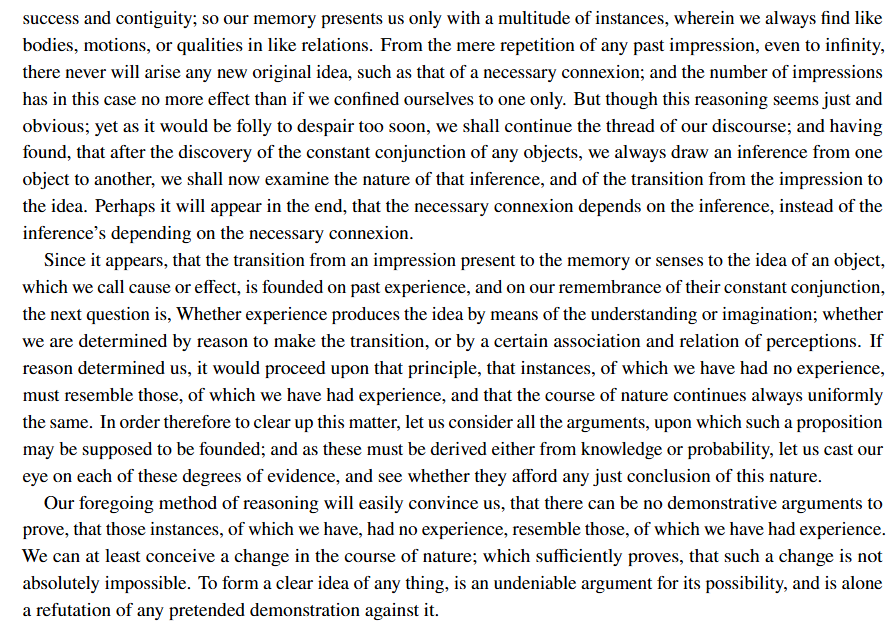 success and contiguity; so our memory presents us only with a multitude of instances, wherein we always find like
bodies, motions, or qualities in like relations. From the mere repetition of any past impression, even to infinity,
there never will arise any new original idea, such as that of a necessary connexion; and the number of impressions
has in this case no more effect than if we confined ourselves to one only. But though this reasoning seems just and
obvious; yet as it would be folly to despair too soon, we shall continue the thread of our discourse; and having
found, that after the discovery of the constant conjunction of any objects, we always draw an inference from one
object to another, we shall now examine the nature of that inference, and of the transition from the impression to
the idea. Perhaps it will appear in the end, that the necessary connexion depends on the inference, instead of the
inference’s depending on the necessary connexion.
Since it appears, that the transition from an impression present to the memory or senses to the idea of an object,
which we call cause or effect, is founded on past experience, and on our remembrance of their constant conjunction,
the next question is, Whether experience produces the idea by means of the understanding or imagination; whether
we are determined by reason to make the transition, or by a certain association and relation of perceptions. If
reason determined us, it would proceed upon that principle, that instances, of which we have had no experience,
must resemble those, of which we have had experience, and that the course of nature continues always uniformly
the same. In order therefore to clear up this matter, let us consider all the arguments, upon which such a proposition
may be supposed to be founded; and as these must be derived either from knowledge or probability, let us cast our
eye on each of these degrees of evidence, and see whether they afford any just conclusion of this nature.
Our foregoing method of reasoning will easily convince us, that there can be no demonstrative arguments to
prove, that those instances, of which we have, had no experience, resemble those, of which we have had experience.
We can at least conceive a change in the course of nature; which sufficiently proves, that such a change is not
absolutely impossible. To form a clear idea of any thing, is an undeniable argument for its possibility, and is alone
a refutation of any pretended demonstration against it.